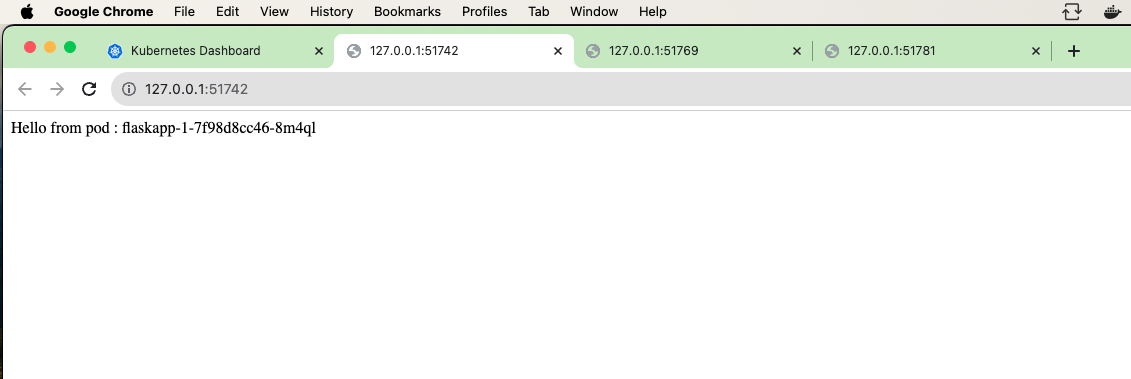 Google Chrome File Edit View History Bookmarks Profiles Tab Window Help
Kubernetes Dashboard 127.0.0.1:51742 127.0.0.1:51769 127.0.0.1:51781
127.0.0.1:51742
Hello from pod : flaskapp-1-7f98d8cc46-8m4ql